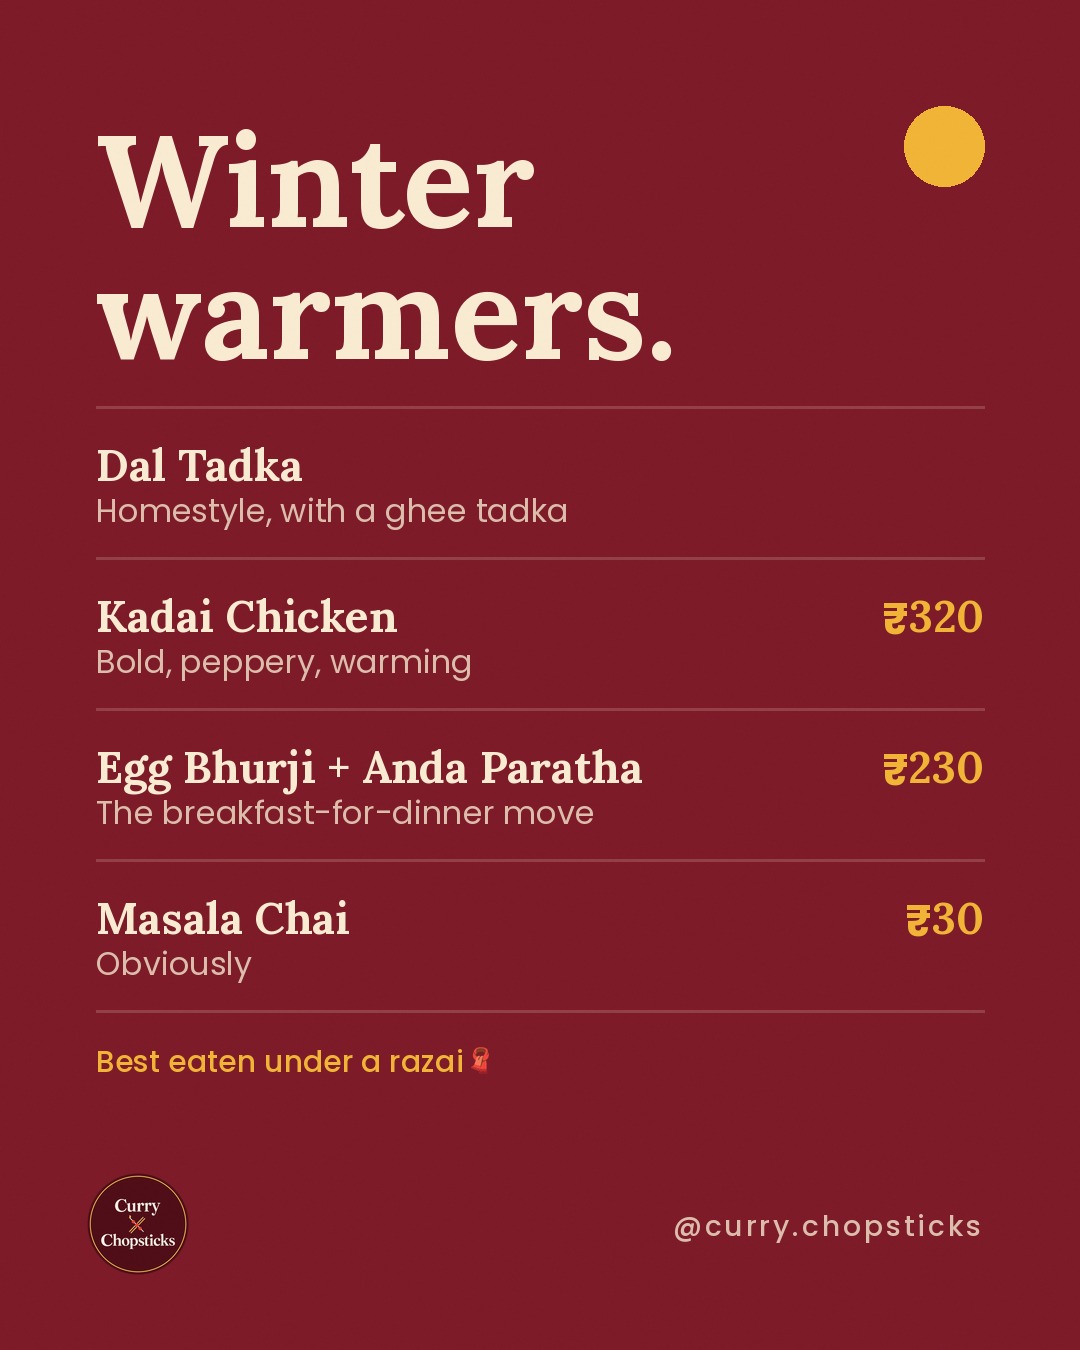 Winter
warmers.
Dal Tadka
Homestyle, with a ghee tadka
Kadai Chicken ₹320
Bold, peppery, warming
Egg Bhurji + Anda Paratha ₹230
The breakfast-for-dinner move
Masala Chai ₹30
Obviously
Best eaten under a razai 🧣
Curry
Chopsticks
@curry.chopsticks